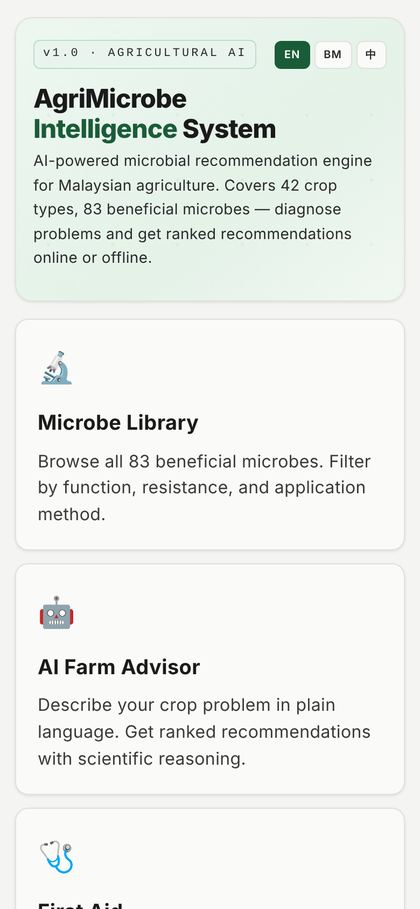 v1.0 · AGRICULTURAL AI
EN
BM
中
AgriMicrobe
Intelligence System
AI-powered microbial recommendation engine
for Malaysian agriculture. Covers 42 crop
types, 83 beneficial microbes — diagnose
problems and get ranked recommendations
online or offline.
Microbe Library
Browse all 83 beneficial microbes. Filter
by function, resistance, and application
method.
AI Farm Advisor
Describe your crop problem in plain
language. Get ranked recommendations
with scientific reasoning.
First Aid